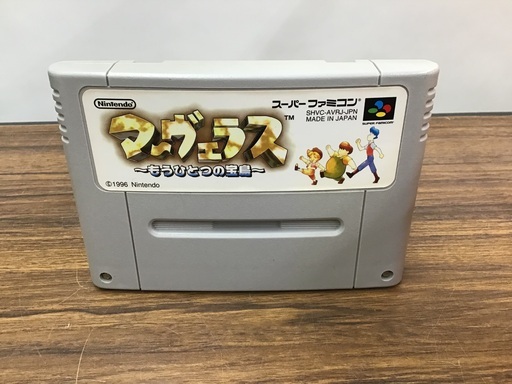 Nintendo
スーパーファミコン
SHVC-AVRJ-JPN
MADE IN JAPAN
SUPER FAMICOM
マーヴェラス
TM
〜もうひとつの宝島〜
©1996 Nintendo